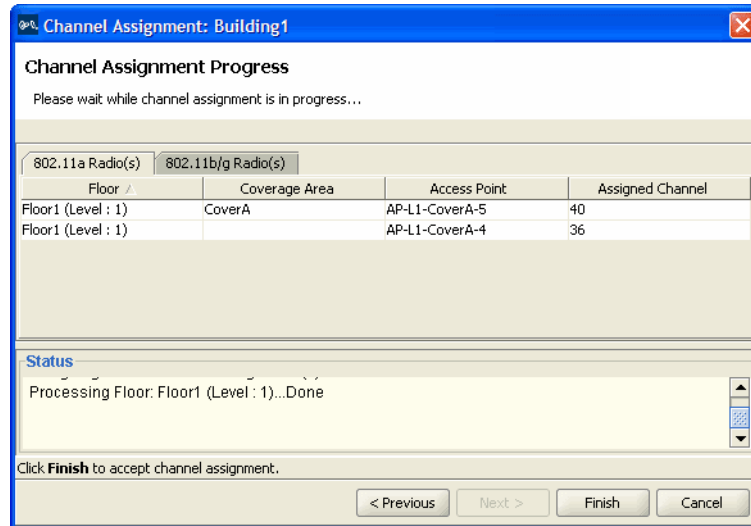 Channel Assignment: Building1
Channel Assignment Progress
Please wait while channel assignment is in progress...
802.11a Radio(s) 802.11b/g Radio(s)
Floor Coverage Area Access Point Assigned Channel
Floor1 (Level : 1) CoverA AP-L1-CoverA-5 40
Floor1 (Level : 1) AP-L1-CoverA-4 36
Status
Processing Floor: Floor1 (Level : 1)...Done
Click Finish to accept channel assignment.
< Previous Next > Finish Cancel